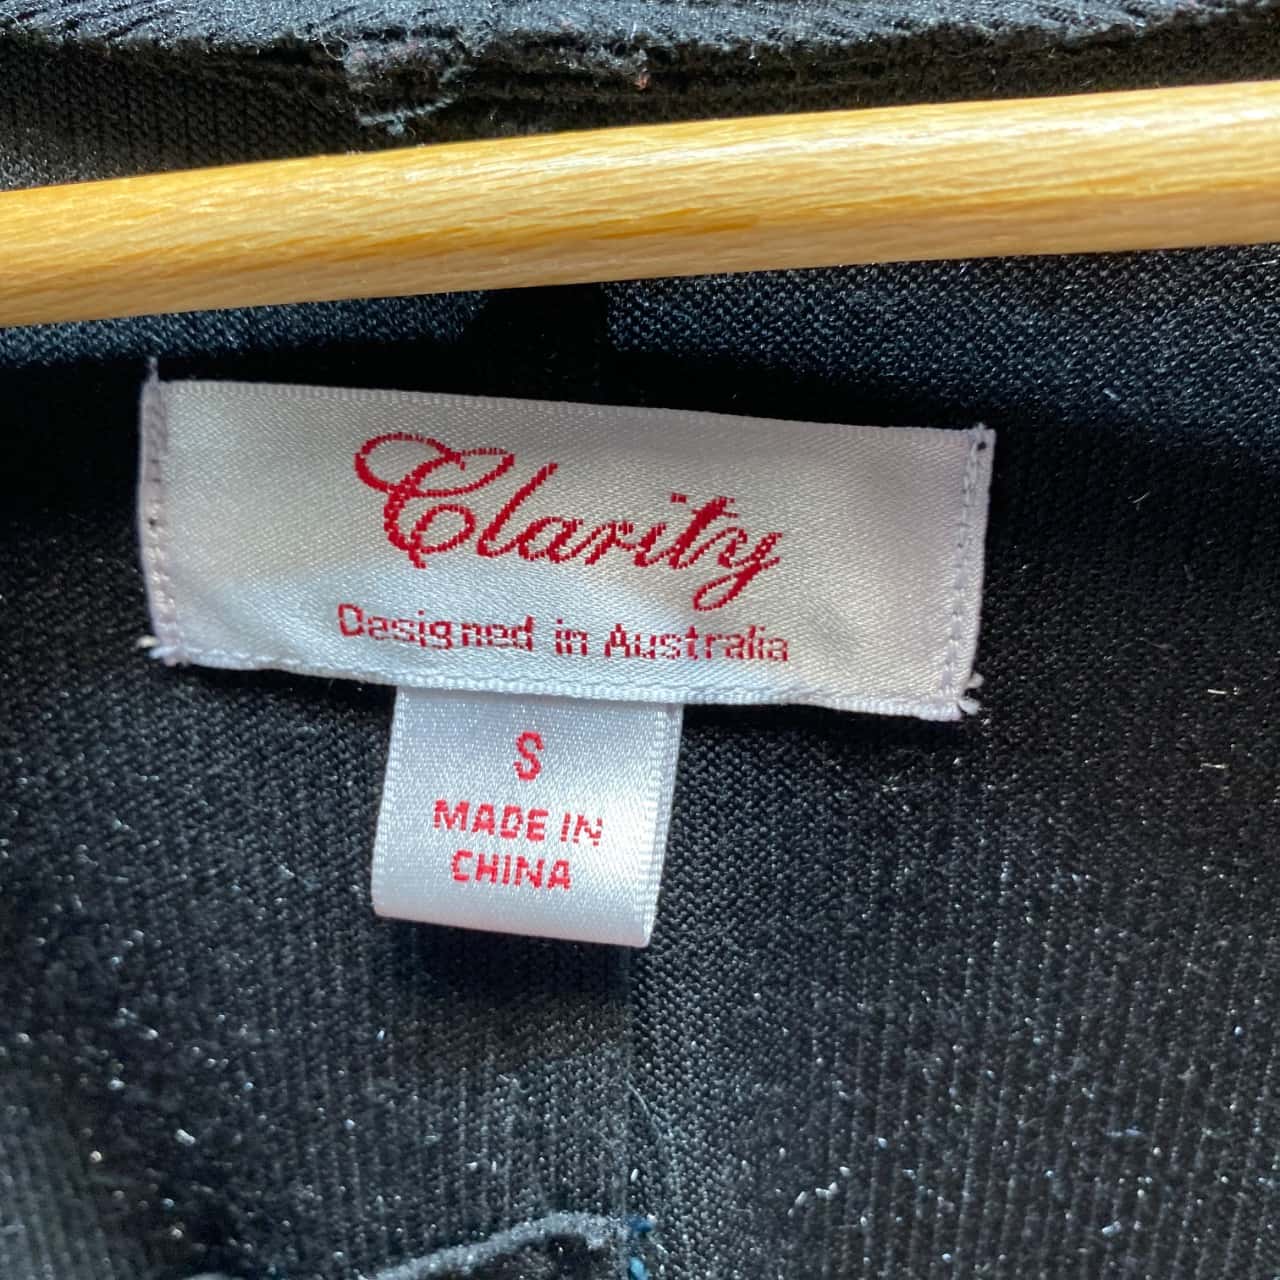 Clarity
Designed in Australia
S
MADE IN
CHINA